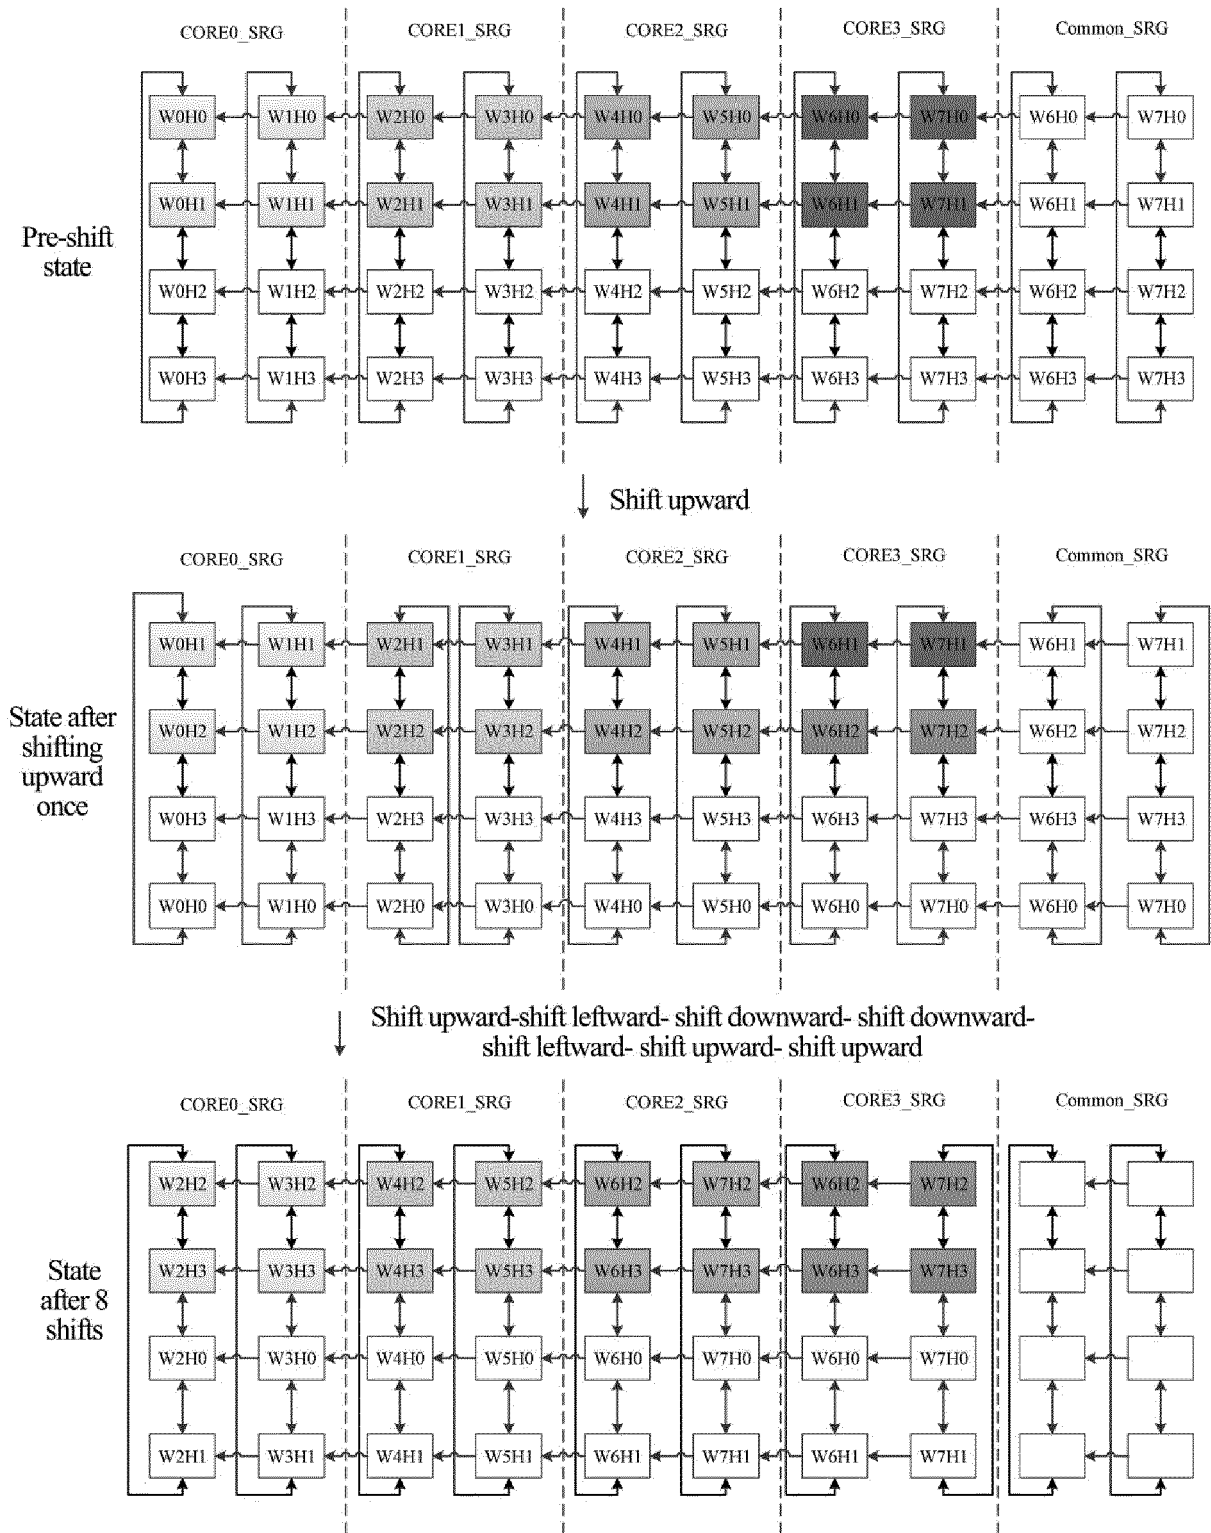 CORE0_SRG CORE1_SRG CORE2_SRG CORE3_SRG Common_SRG
W0H0 W1H0 W2H0 W3H0 W4H0 W5H0 W6H0 W7H0 W6H0 W7H0
W0H1 W1H1 W2H1 W3H1 W4H1 W5H1 W6H1 W7H1 W6H1 W7H1
Pre-shift
state
W0H2 W1H2 W2H2 W3H2 W4H2 W5H2 W6H2 W7H2 W6H2 W7H2
W0H3 W1H3 W2H3 W3H3 W4H3 W5H3 W6H3 W7H3 W6H3 W7H3
Shift upward
CORE0_SRG CORE1_SRG CORE2_SRG CORE3_SRG Common_SRG
W0H1 W1H1 W2H1 W3H1 W4H1 W5H1 W6H1 W7H1 W6H1 W7H1
State after
shifting
upward
once
W0H2 W1H2 W2H2 W3H2 W4H2 W5H2 W6H2 W7H2 W6H2 W7H2
W0H3 W1H3 W2H3 W3H3 W4H3 W5H3 W6H3 W7H3 W6H3 W7H3
W0H0 W1H0 W2H0 W3H0 W4H0 W5H0 W6H0 W7H0 W6H0 W7H0
Shift upward-shift leftward- shift downward- shift downward-
shift leftward- shift upward- shift upward
CORE0_SRG CORE1_SRG CORE2_SRG CORE3_SRG Common_SRG
W2H2 W3H2 W4H2 W5H2 W6H2 W7H2 W6H2 W7H2
W2H3 W3H3 W4H3 W5H3 W6H3 W7H3 W6H3 W7H3
State
after 8
shifts
W2H0 W3H0 W4H0 W5H0 W6H0 W7H0 W6H0 W7H0
W2H1 W3H1 W4H1 W5H1 W6H1 W7H1 W6H1 W7H1